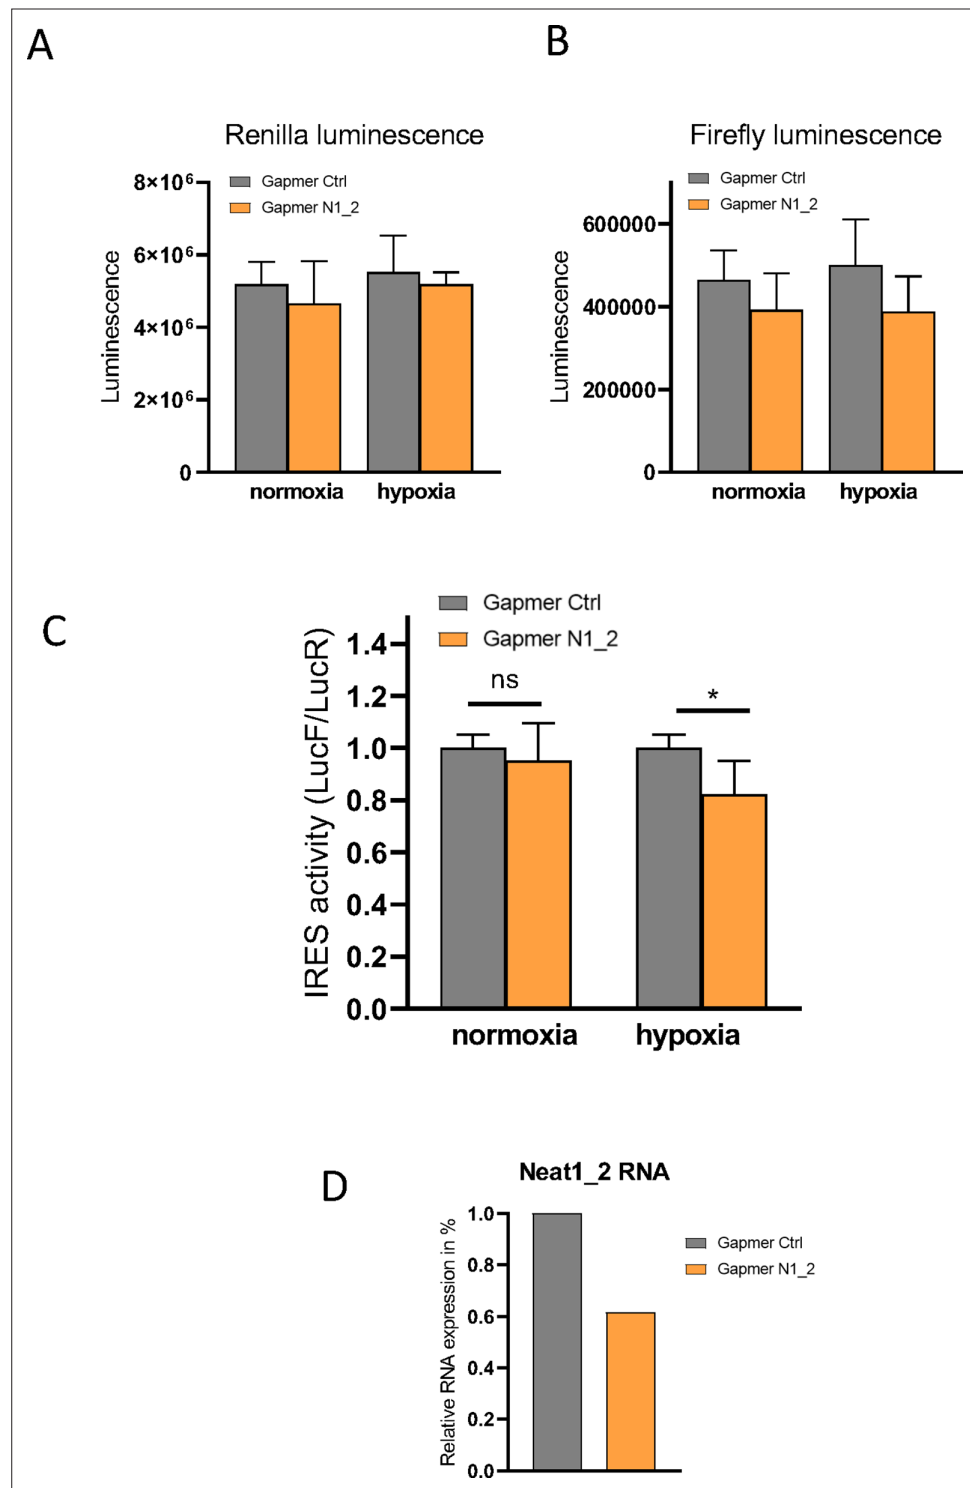 A
B
Renilla luminescence
Firefly luminescence
Gapmer Ctrl
Gapmer N1_2
Gapmer Ctrl
Gapmer N1_2
8×10⁶
6×10⁶
4×10⁶
2×10⁶
0
Luminescence
normoxia
hypoxia
600000
400000
200000
0
Luminescence
normoxia
hypoxia
C
Gapmer Ctrl
Gapmer N1_2
IRES activity (LucF/LucR)
1.4
1.2
1.0
0.8
0.6
0.4
0.2
0.0
ns
*
normoxia
hypoxia
D
Neat1_2 RNA
Relative RNA expression in %
1.0
0.8
0.6
0.4
0.2
0.0
Gapmer Ctrl
Gapmer N1_2